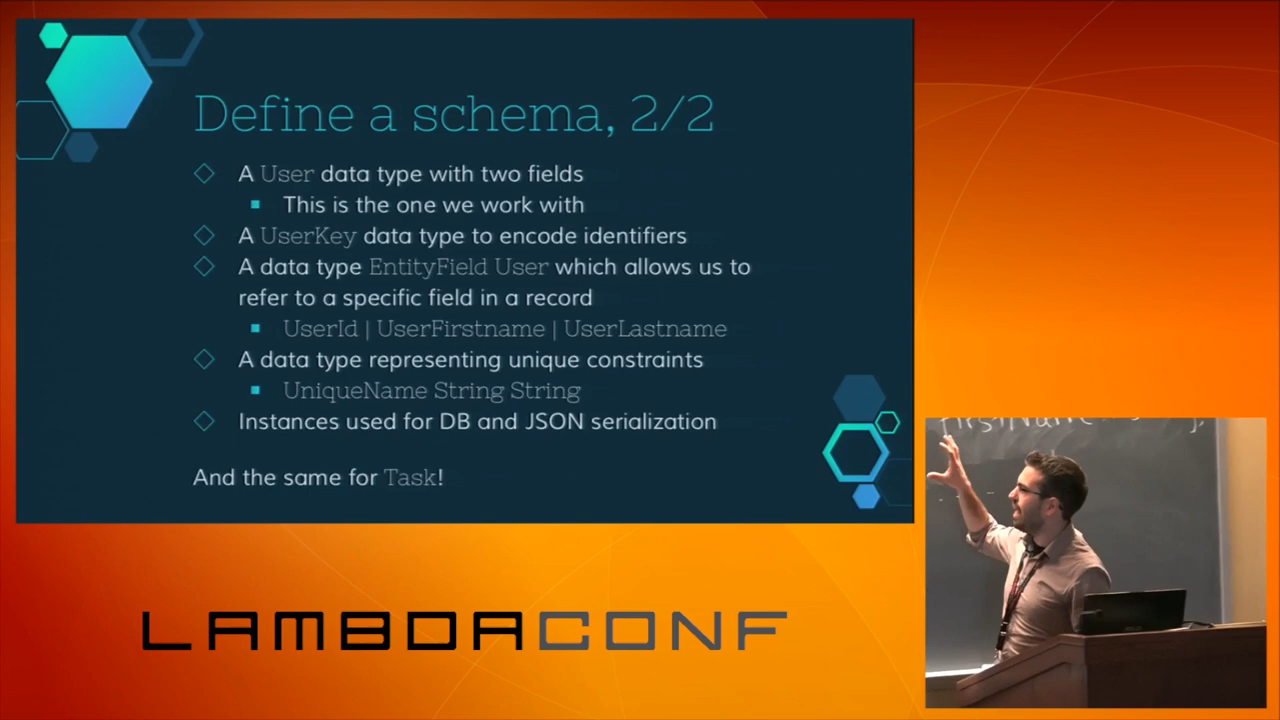 Define a schema, 2/2
A User data type with two fields
This is the one we work with
A UserKey data type to encode identifiers
A data type EntityField User which allows us to
refer to a specific field in a record
UserId | UserFirstname | UserLastname
A data type representing unique constraints
UniqueName String String
Instances used for DB and JSON serialization
And the same for Task!
LAMBDACONF